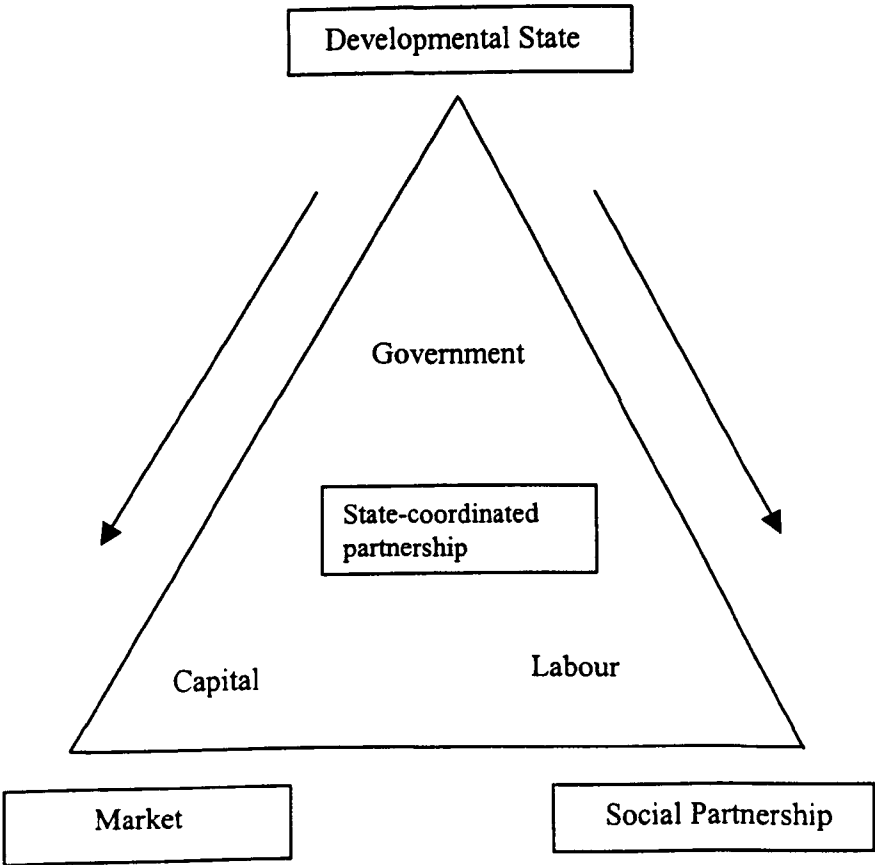 Developmental State
Government
State-coordinated
partnership
Capital
Labour
Market
Social Partnership